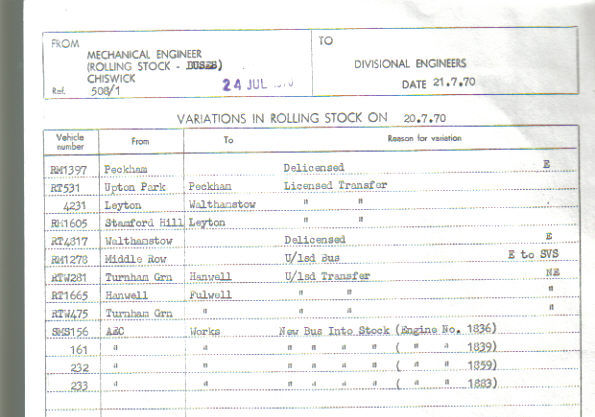 FROM TO
MECHANICAL ENGINEER
(ROLLING STOCK - BUSES)
CHISWICK
Ref. 508/1
24 JUL 1970
DIVISIONAL ENGINEERS
DATE 21.7.70
VARIATIONS IN ROLLING STOCK ON 20.7.70
Vehicle number From To Reason for variation
RM1397 Peckham Delicensed E
RT531 Upton Park Peckham Licensed Transfer
4231 Leyton Walthamstow " "
RM1605 Stamford Hill Leyton " "
RT4817 Walthamstow Delicensed E
RM1278 Middle Row U/lsd Bus E to SVS
RTW281 Turnham Grn Hanwell U/lsd Transfer NE
RT1665 Hanwell Fulwell " " "
RTW475 Turnham Grn " " " "
SMS156 AEC Works New Bus Into Stock (Engine No. 1836)
161 " " " " " " ( " " 1839)
232 " " " " " " ( " " 1859)
233 " " " " " " ( " " 1883)